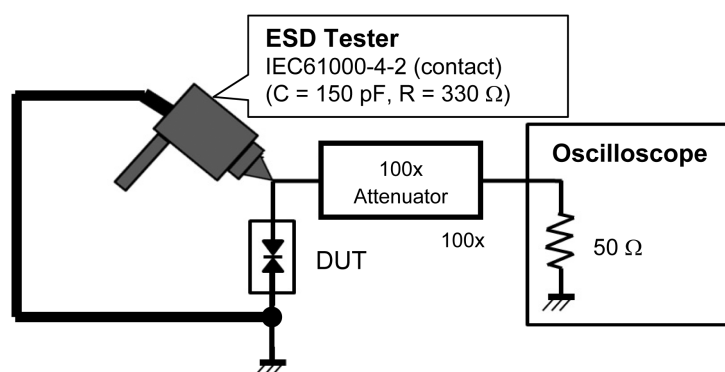 ESD Tester
IEC61000-4-2 (contact)
(C = 150 pF, R = 330 Ω)
100x
Attenuator
100x
Oscilloscope
50 Ω
DUT